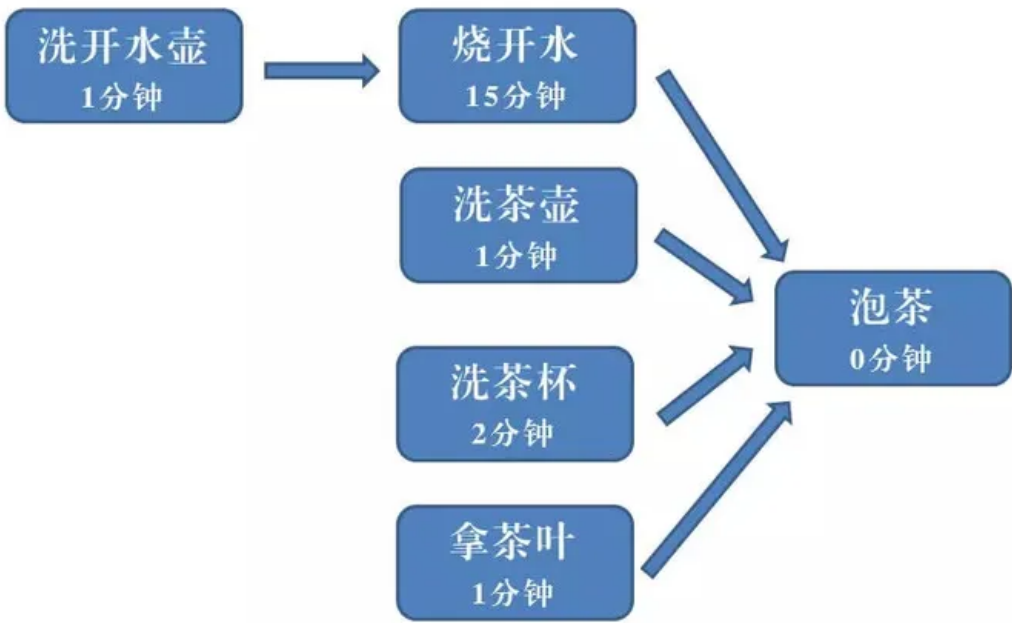 洗开水壶
1分钟
烧开水
15分钟
洗茶壶
1分钟
洗茶杯
2分钟
拿茶叶
1分钟
泡茶
0分钟